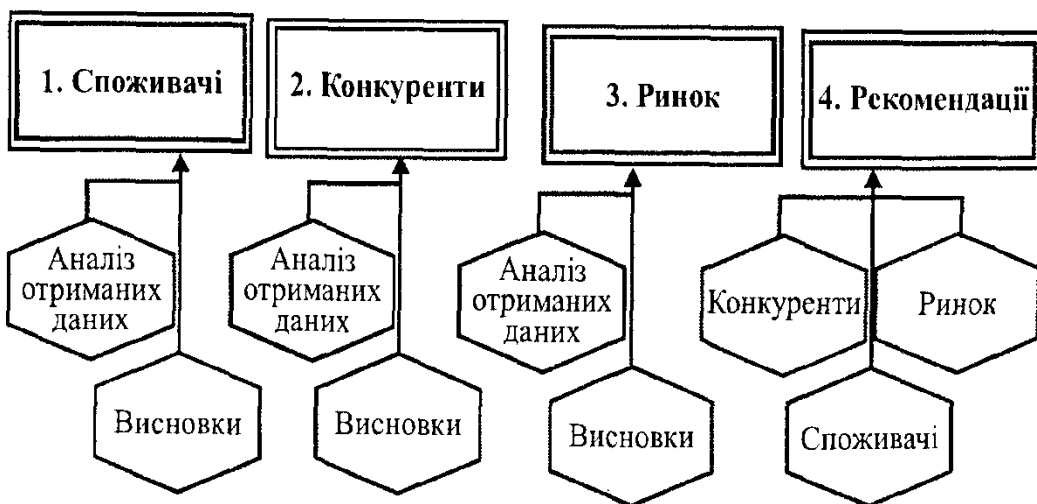 1. Споживачі
2. Конкуренти
3. Ринок
4. Рекомендації
Аналіз
отриманих
даних
Висновки
Аналіз
отриманих
даних
Висновки
Аналіз
отриманих
даних
Висновки
Конкуренти
Ринок
Споживачі